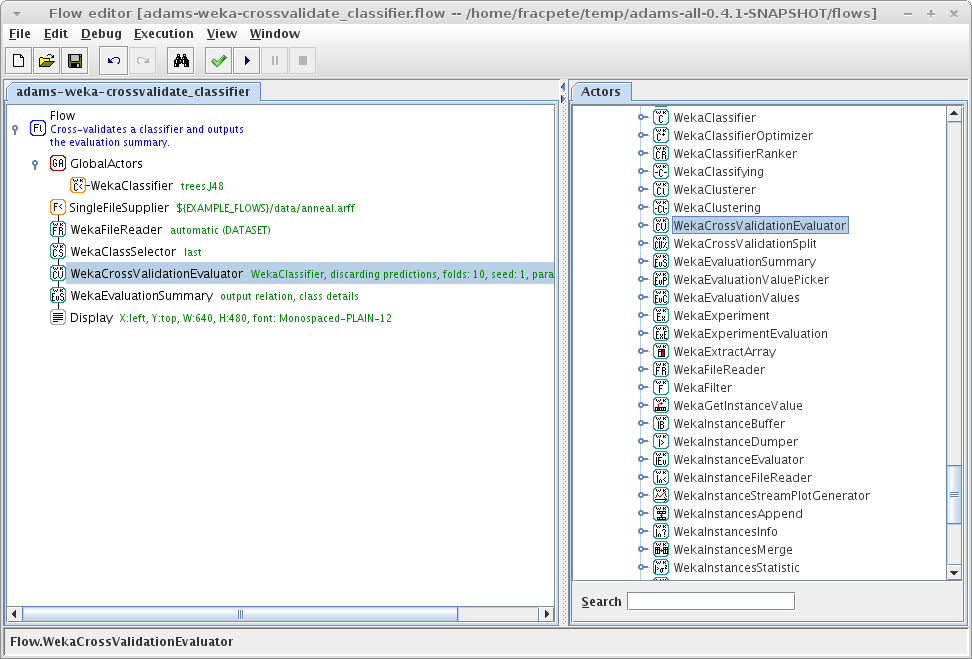 Flow editor [adams-weka-crossvalidate_classifier.flow -- /home/fracpete/temp/adams-all-0.4.1-SNAPSHOT/flows]
File Edit Debug Execution View Window
adams-weka-crossvalidate_classifier
Flow
Cross-validates a classifier and outputs
the evaluation summary.
GlobalActors
WekaClassifier trees.J48
SingleFileSupplier ${EXAMPLE_FLOWS}/data/anneal.arff
WekaFileReader automatic (DATASET)
WekaClassSelector last
WekaCrossValidationEvaluator WekaClassifier, discarding predictions, folds: 10, seed: 1, para
WekaEvaluationSummary output relation, class details
Display X:left, Y:top, W:640, H:480, font: Monospaced-PLAIN-12
Actors
WekaClassifier
WekaClassifierOptimizer
WekaClassifierRanker
WekaClassifying
WekaClusterer
WekaClustering
WekaCrossValidationEvaluator
WekaCrossValidationSplit
WekaEvaluationSummary
WekaEvaluationValuePicker
WekaEvaluationValues
WekaExperiment
WekaExperimentEvaluation
WekaExtractArray
WekaFileReader
WekaFilter
WekaGetInstanceValue
WekaInstanceBuffer
WekaInstanceDumper
WekaInstanceEvaluator
WekaInstanceFileReader
WekaInstanceStreamPlotGenerator
WekaInstancesAppend
WekaInstancesInfo
WekaInstancesMerge
WekaInstancesStatistic
Search
Flow.WekaCrossValidationEvaluator